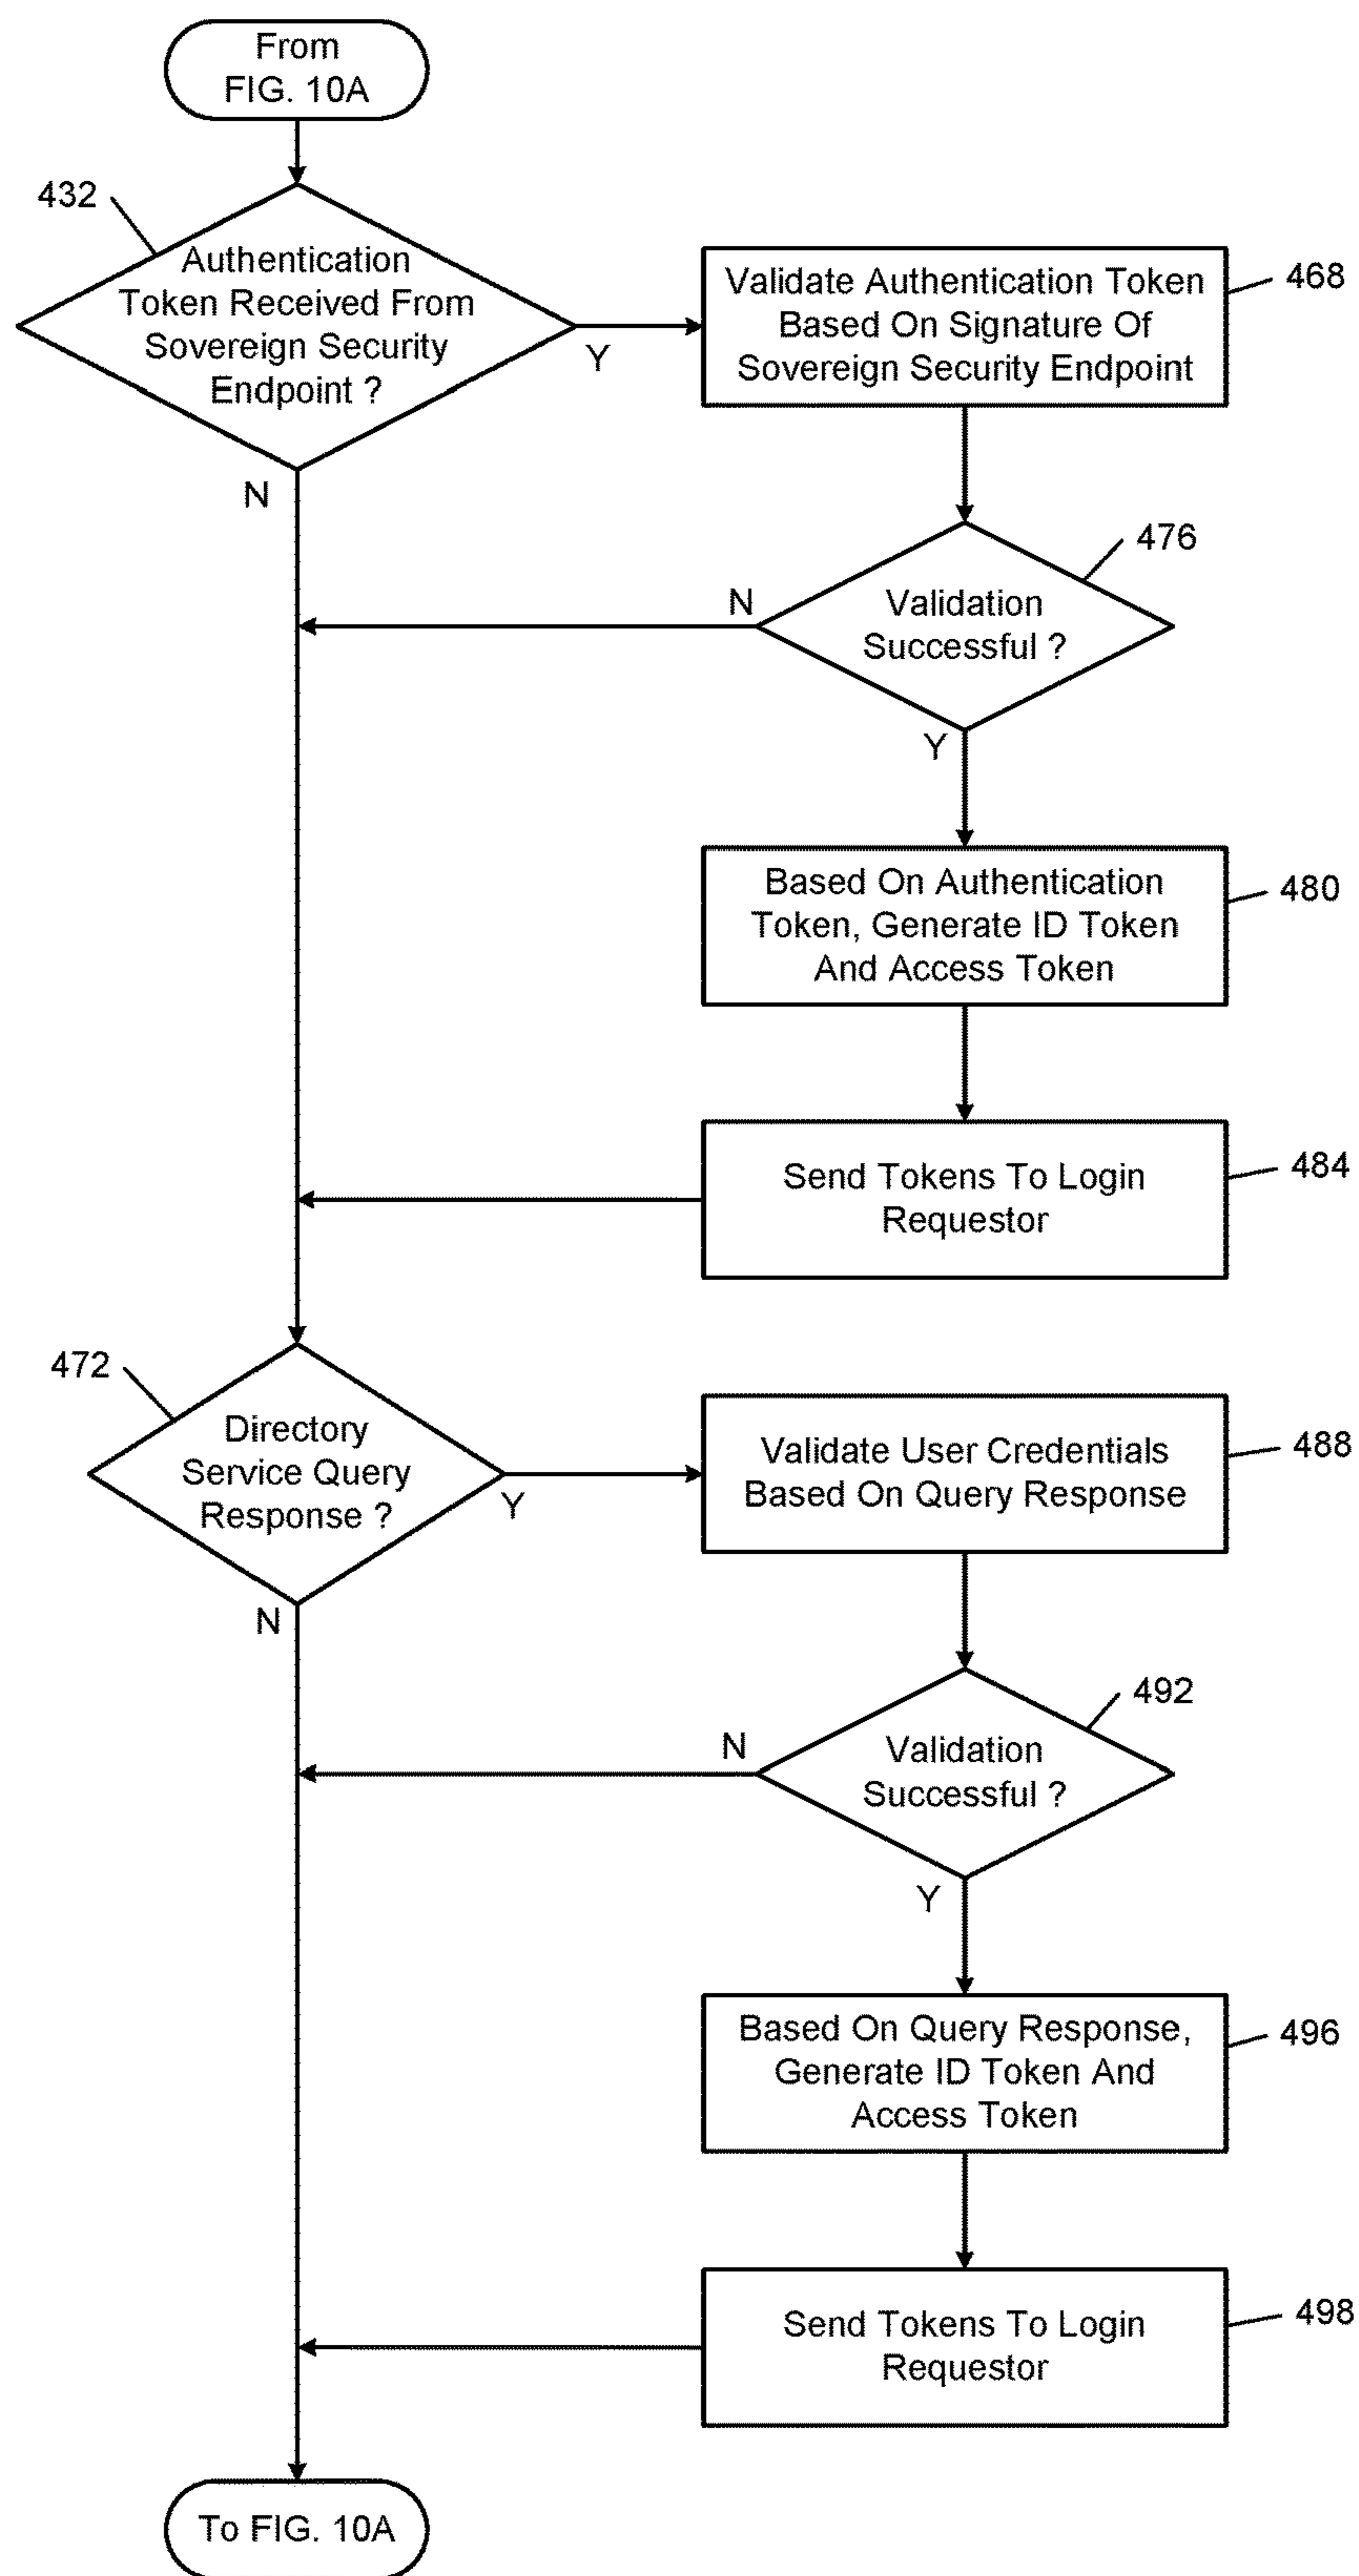 From
FIG. 10A
432
Authentication
Token Received From
Sovereign Security
Endpoint ?
Y
N
Validate Authentication Token
Based On Signature Of
Sovereign Security Endpoint
468
476
Validation
Successful ?
N
Y
Based On Authentication
Token, Generate ID Token
And Access Token
480
Send Tokens To Login
Requestor
484
472
Directory
Service Query
Response ?
Y
N
Validate User Credentials
Based On Query Response
488
492
Validation
Successful ?
N
Y
Based On Query Response,
Generate ID Token And
Access Token
496
Send Tokens To Login
Requestor
498
To FIG. 10A